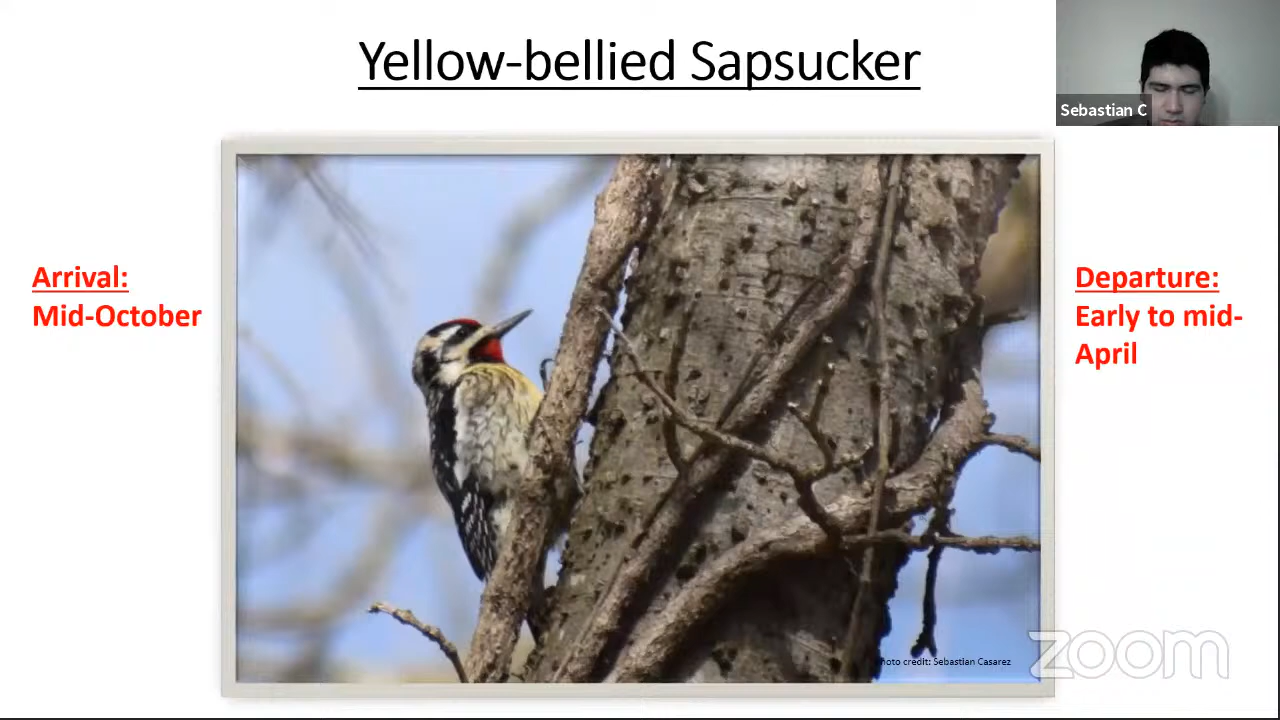 Yellow-bellied Sapsucker
Sebastian C
Arrival:
Mid-October
Departure:
Early to mid-
April
Photo credit: Sebastian Casarez
zoom